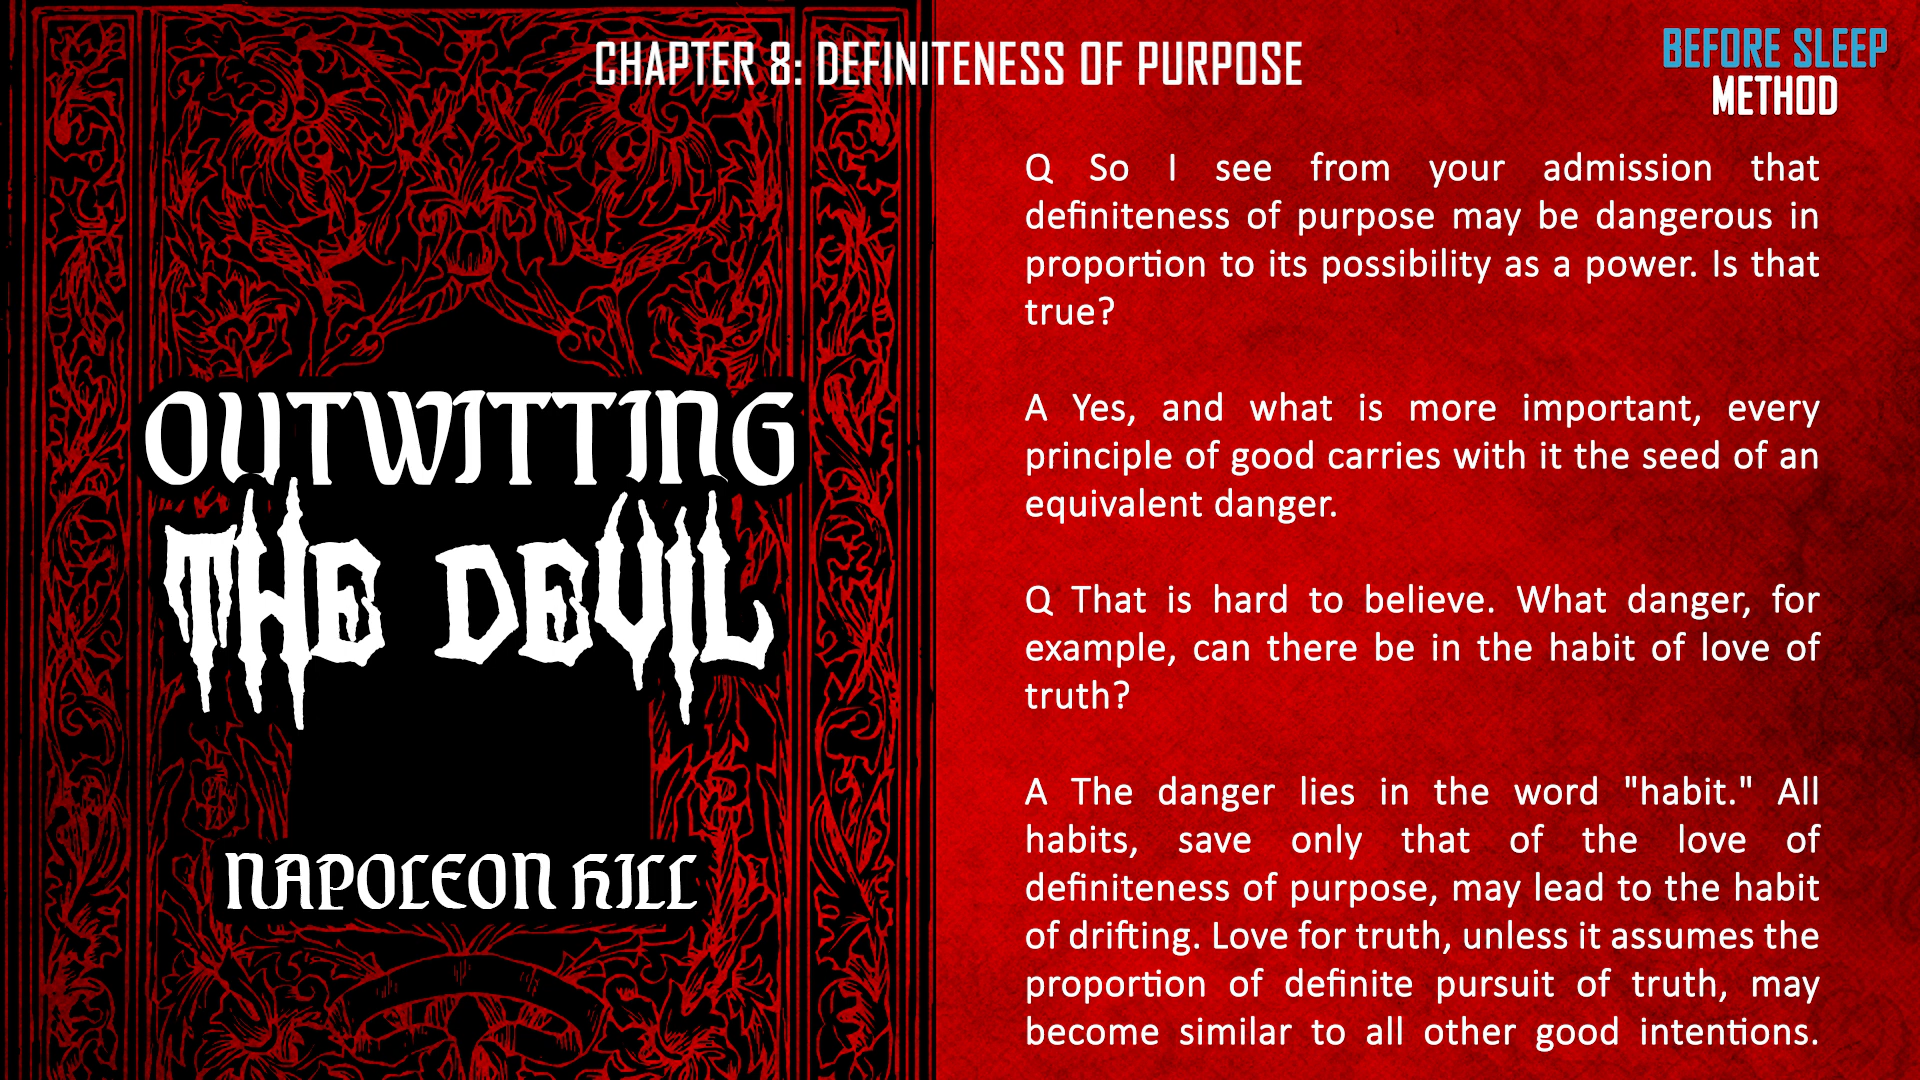 CHAPTER 8: DEFINITENESS OF PURPOSE
BEFORE SLEEP
METHOD
OUTWITTING
THE DEVIL
NAPOLEON HILL
Q So I see from your admission that
definiteness of purpose may be dangerous in
proportion to its possibility as a power. Is that
true?
A Yes, and what is more important, every
principle of good carries with it the seed of an
equivalent danger.
Q That is hard to believe. What danger, for
example, can there be in the habit of love of
truth?
A The danger lies in the word "habit." All
habits, save only that of the love of
definiteness of purpose, may lead to the habit
of drifting. Love for truth, unless it assumes the
proportion of definite pursuit of truth, may
become similar to all other good intentions.